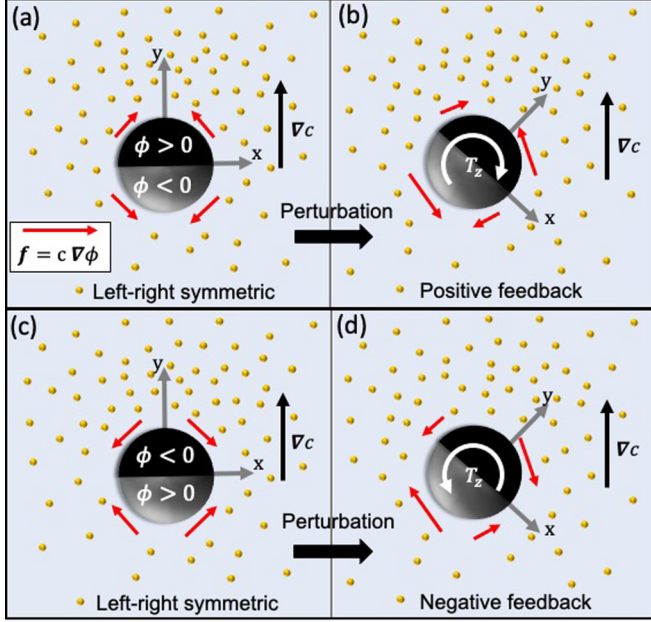 (a)
y
ϕ > 0
ϕ < 0
x
∇c
f = c ∇ϕ
Left-right symmetric
Perturbation
(b)
y
T_z
x
∇c
Positive feedback
(c)
y
ϕ < 0
ϕ > 0
x
∇c
Left-right symmetric
Perturbation
(d)
y
T_z
x
∇c
Negative feedback